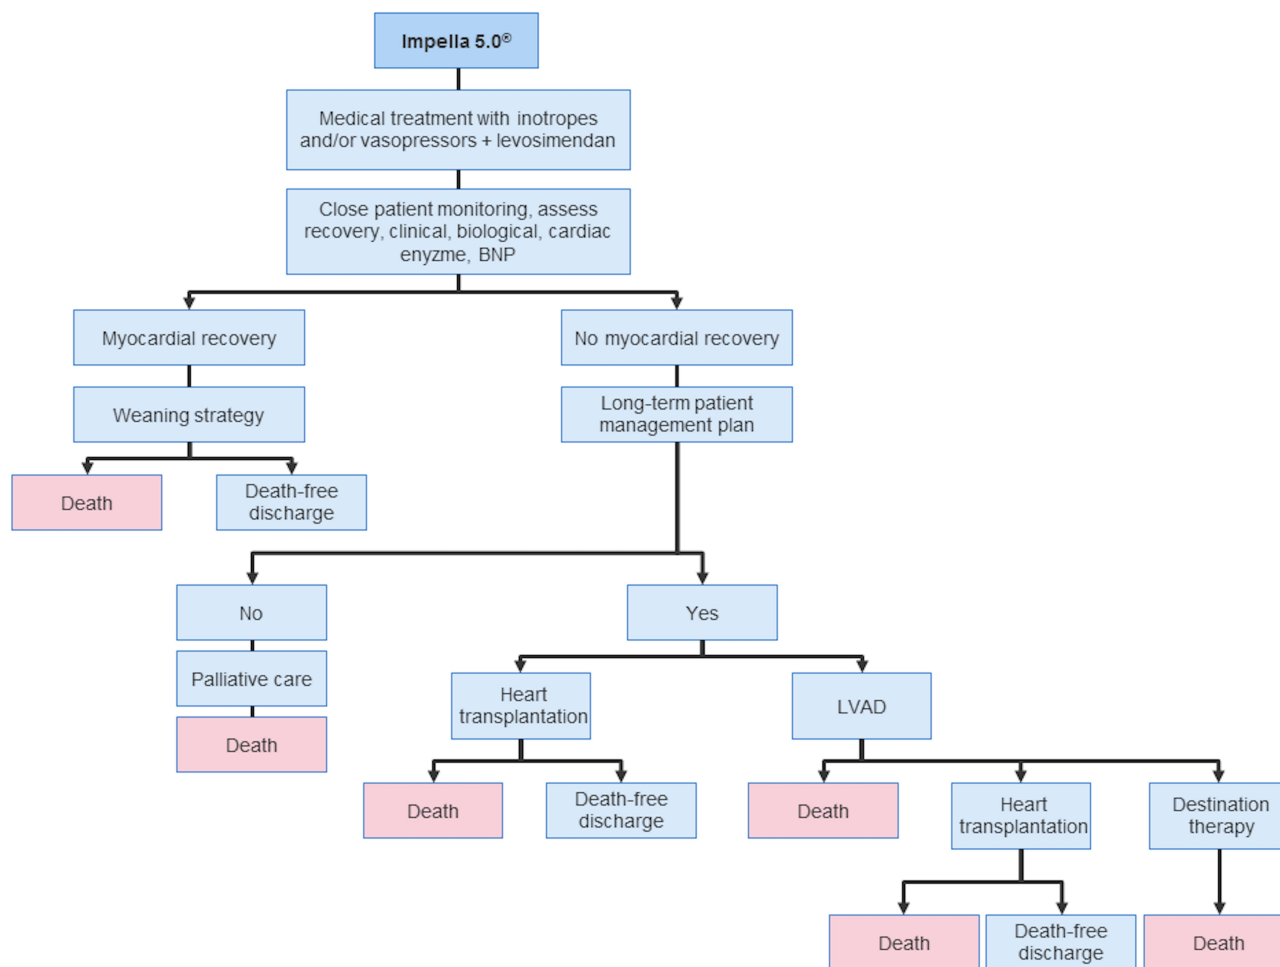 Impella 5.0®
Medical treatment with inotropes
and/or vasopressors + levosimendan
Close patient monitoring, assess
recovery, clinical, biological, cardiac
enyzme, BNP
Myocardial recovery
No myocardial recovery
Weaning strategy
Long-term patient
management plan
Death
Death-free
discharge
No
Yes
Palliative care
Death
Heart
transplantation
LVAD
Death
Death-free
discharge
Death
Heart
transplantation
Destination
therapy
Death
Death-free
discharge
Death